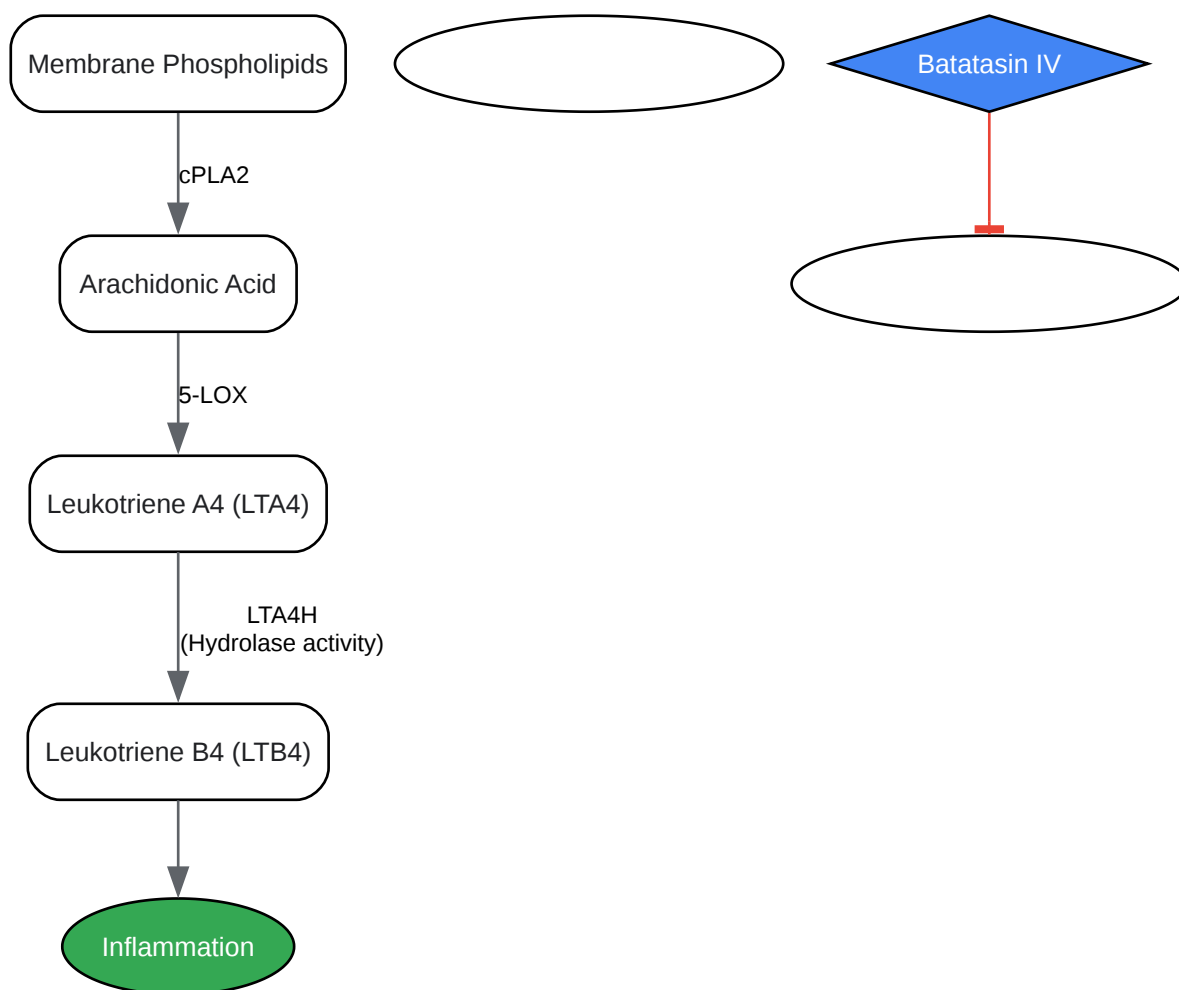 Membrane Phospholipids
Batatasin IV
cPLA2
Arachidonic Acid
5-LOX
Leukotriene A4 (LTA4)
LTA4H
(Hydrolase activity)
Leukotriene B4 (LTB4)
Inflammation